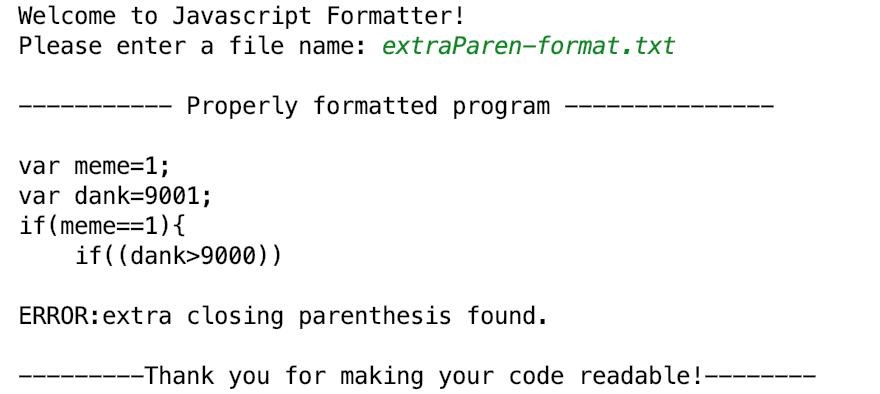 Welcome to Javascript Formatter!
Please enter a file name: extraParen-format.txt
----------- Properly formatted program ---------------
var meme=1;
var dank=9001;
if(meme==1){
    if((dank>9000))
ERROR:extra closing parenthesis found.
---------Thank you for making your code readable!--------